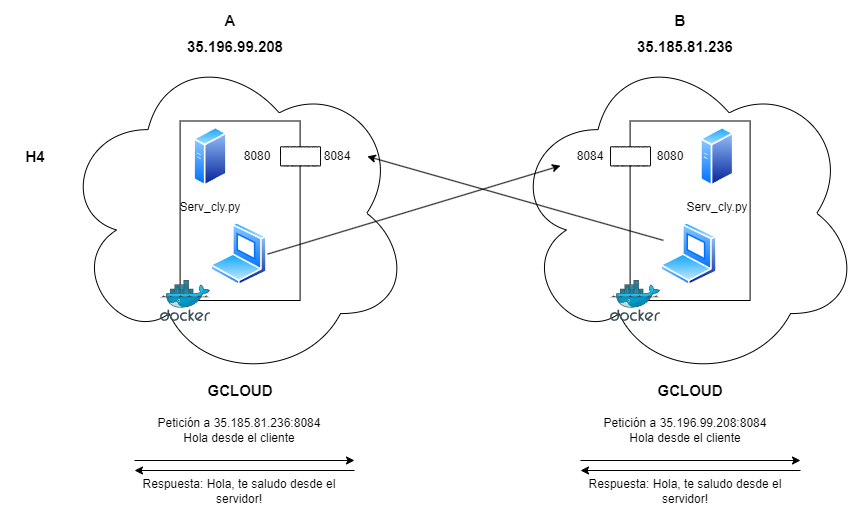 A
35.196.99.208
B
35.185.81.236
H4
8080
8084
Serv_cly.py
docker
8084
8080
Serv_cly.py
docker
GCLOUD
Petición a 35.185.81.236:8084
Hola desde el cliente
Respuesta: Hola, te saludo desde el
servidor!
GCLOUD
Petición a 35.196.99.208:8084
Hola desde el cliente
Respuesta: Hola, te saludo desde el
servidor!